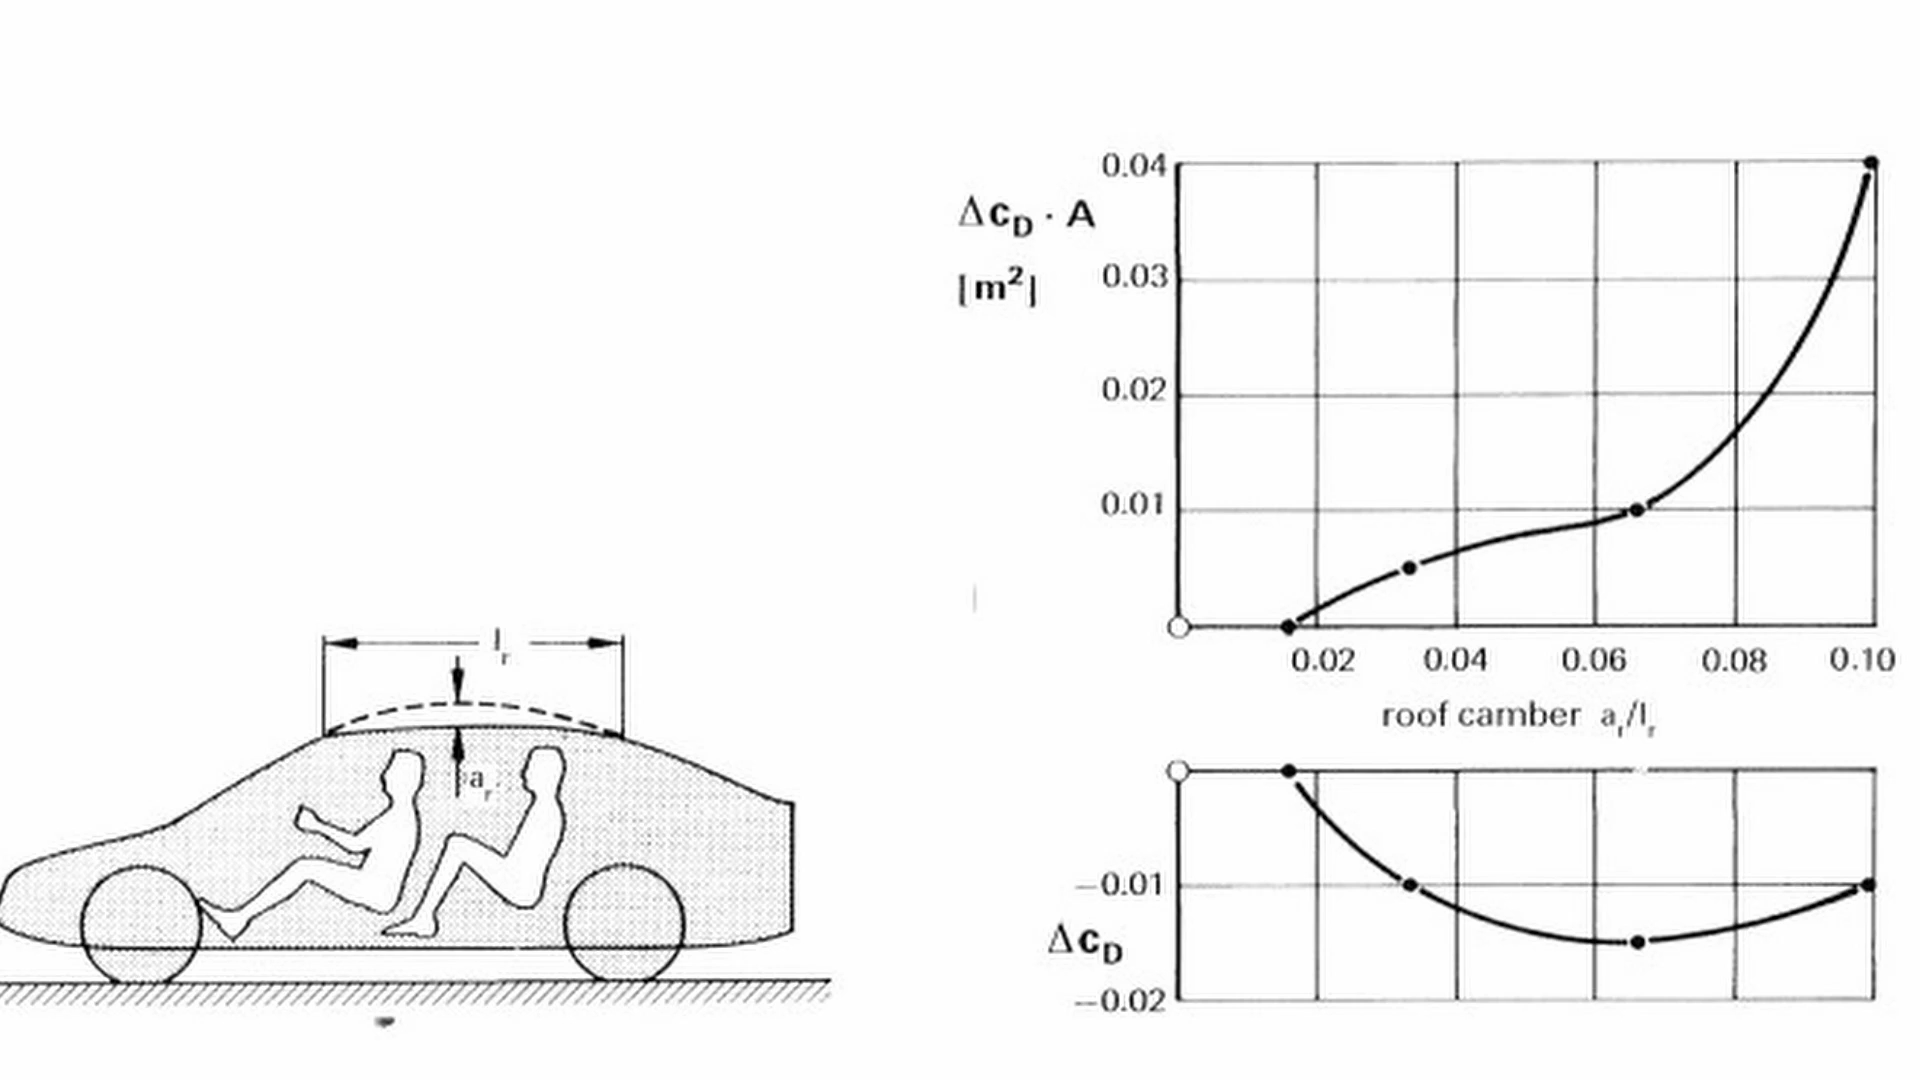 l_r
a_r
Δc_D · A
[m²]
0.04
0.03
0.02
0.01
0.02 0.04 0.06 0.08 0.10
roof camber a_r/l_r
−0.01
Δc_D
−0.02